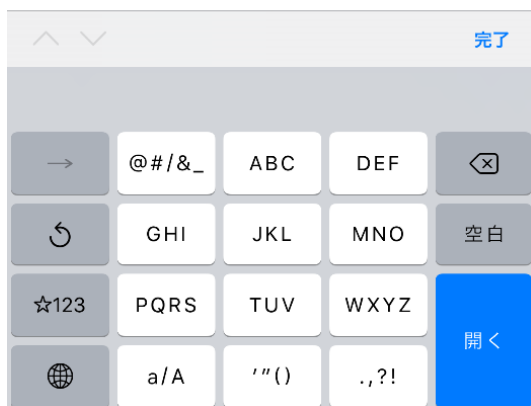 完了
→ @#/&_ ABC DEF
GHI JKL MNO 空白
☆123 PQRS TUV WXYZ
開く
a/A '"() .,?!